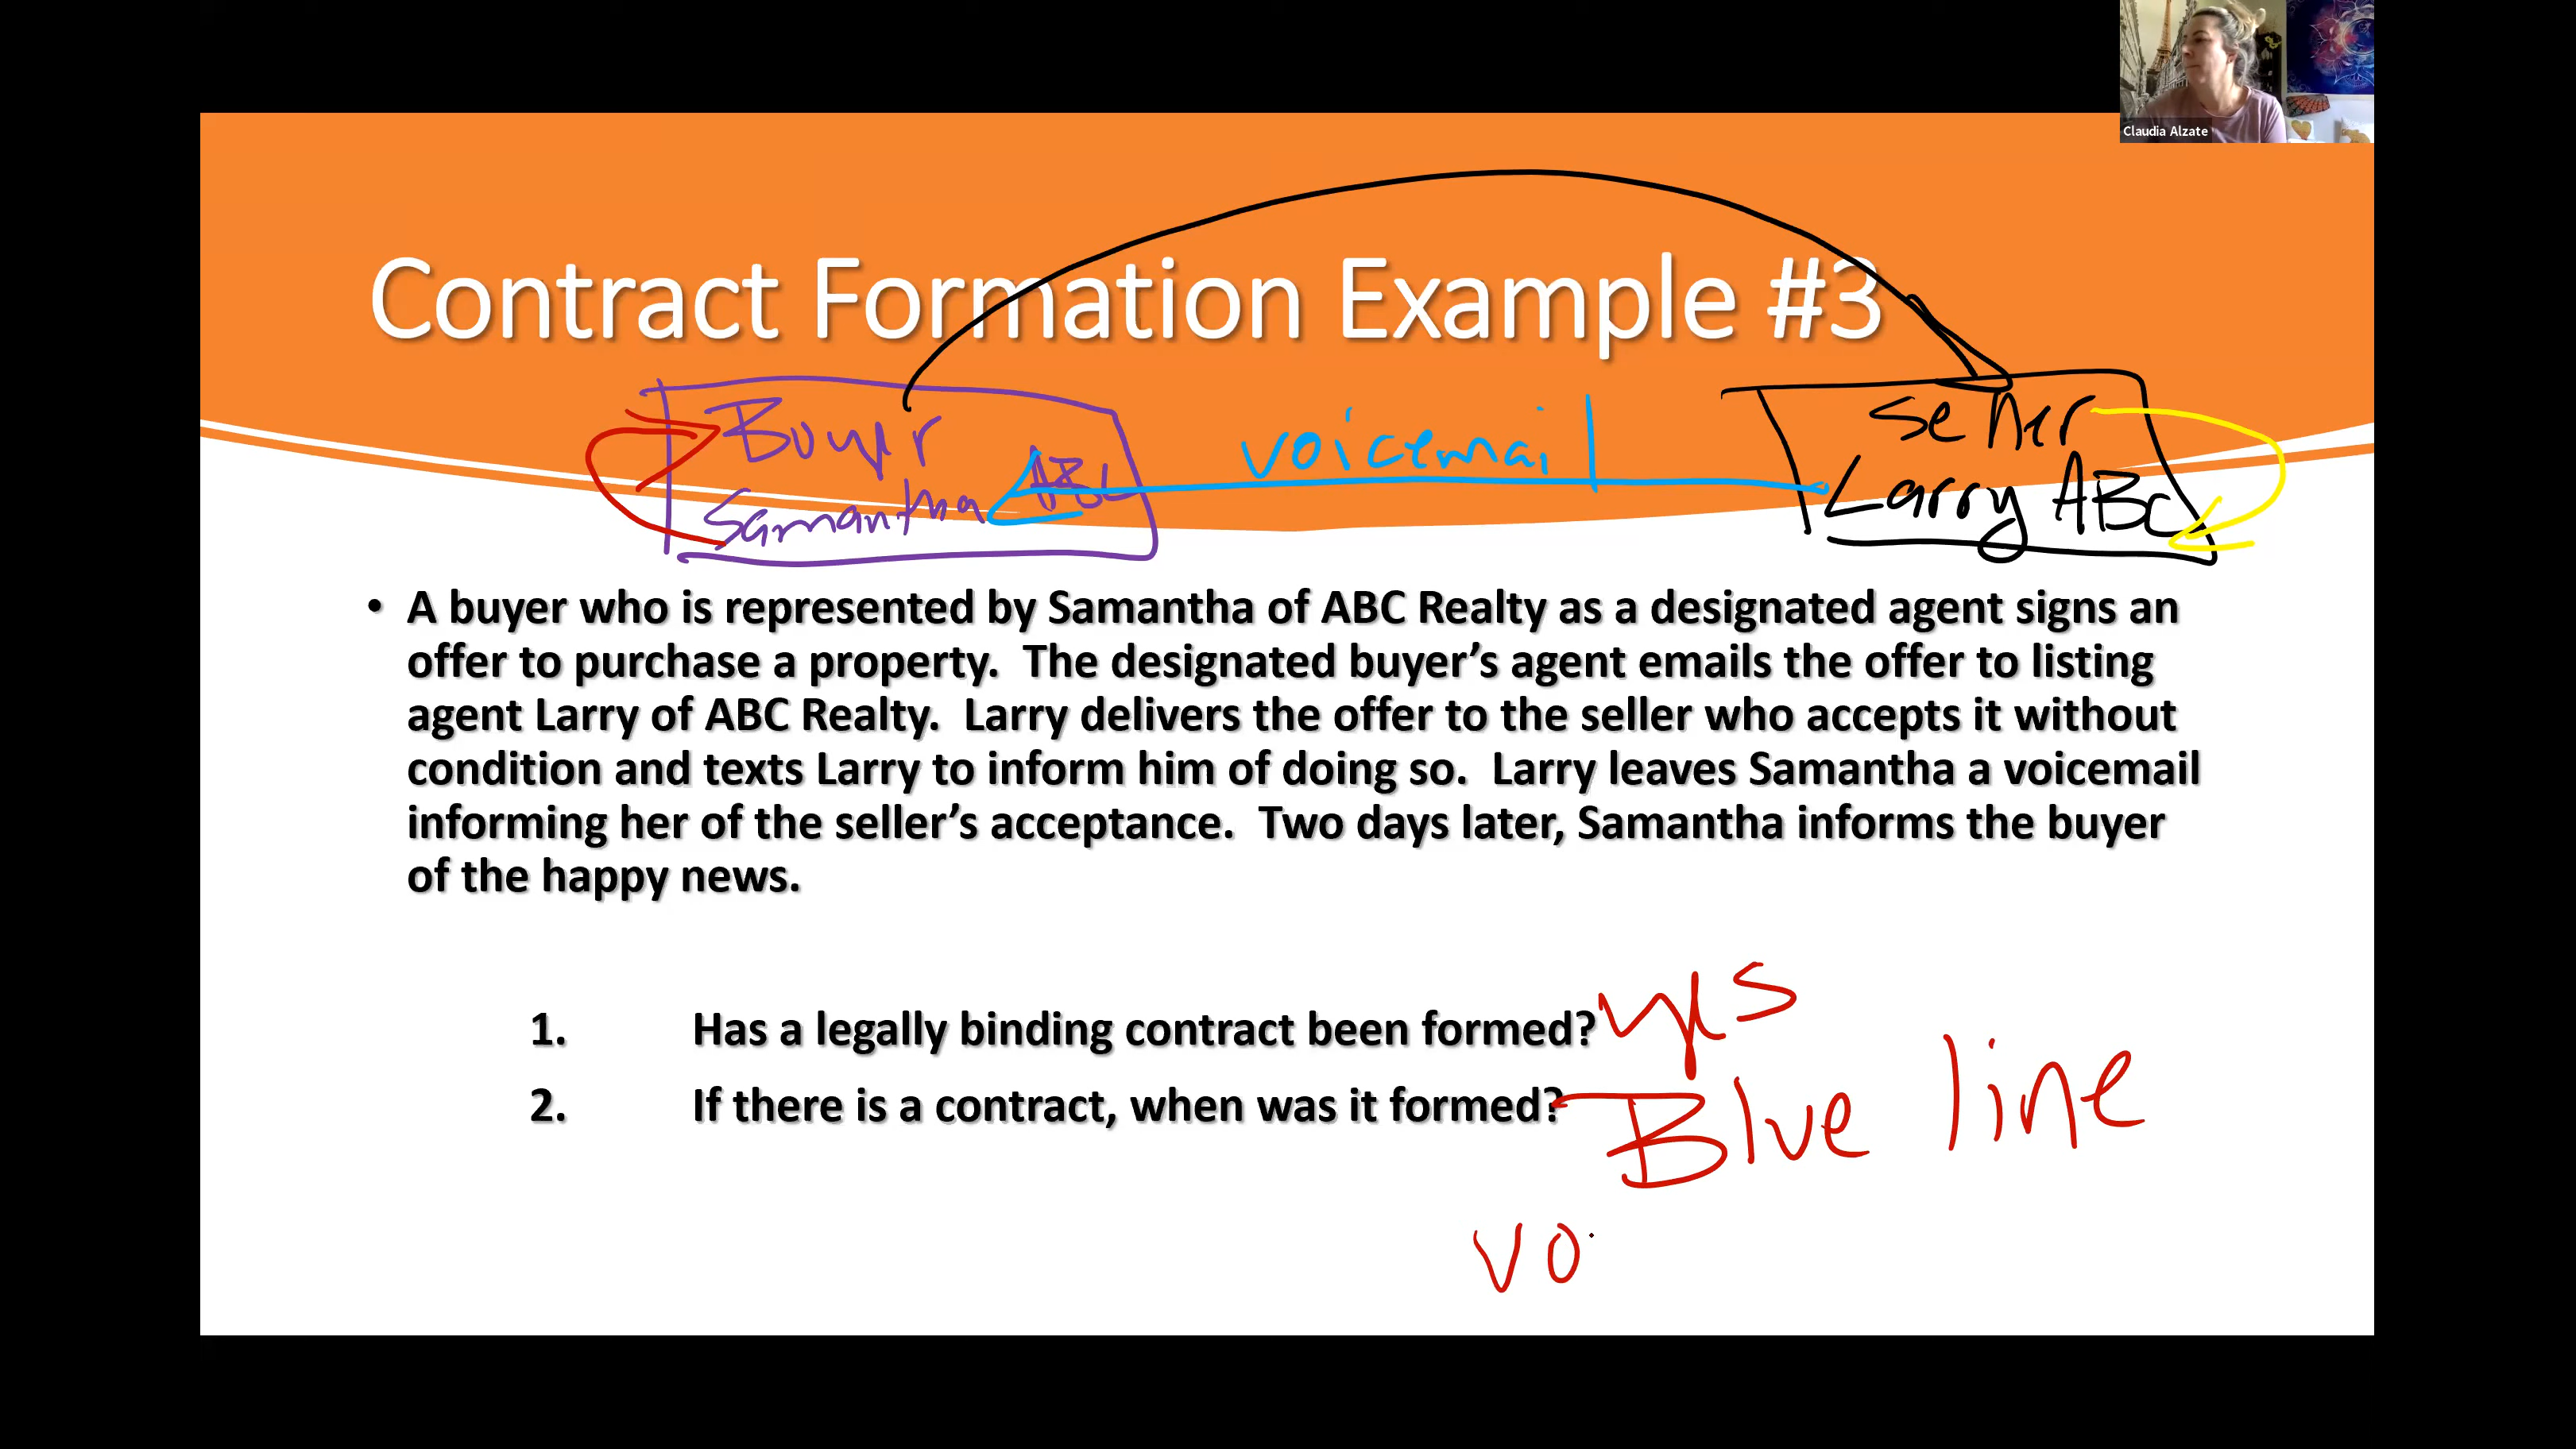 Claudia Alzate
Contract Formation Example #3
Buyer
Samantha ABC
voicemail
Seller
Larry ABC
• A buyer who is represented by Samantha of ABC Realty as a designated agent signs an
offer to purchase a property. The designated buyer’s agent emails the offer to listing
agent Larry of ABC Realty. Larry delivers the offer to the seller who accepts it without
condition and texts Larry to inform him of doing so. Larry leaves Samantha a voicemail
informing her of the seller’s acceptance. Two days later, Samantha informs the buyer
of the happy news.
1. Has a legally binding contract been formed? yes
2. If there is a contract, when was it formed? Blue line
vo